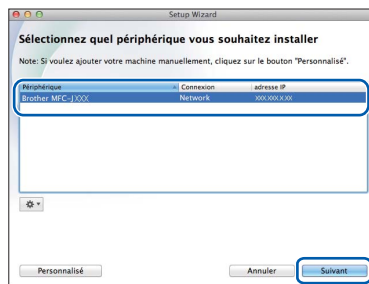 Setup Wizard
Sélectionnez quel périphérique vous souhaitez installer
Note: Si voulez ajouter votre machine manuellement, cliquez sur le bouton "Personnalisé".
Périphérique Connexion adresse IP
Brother MFC-JXXX Network XXX.XXX.X.XX
Personnalisé Annuler Suivant